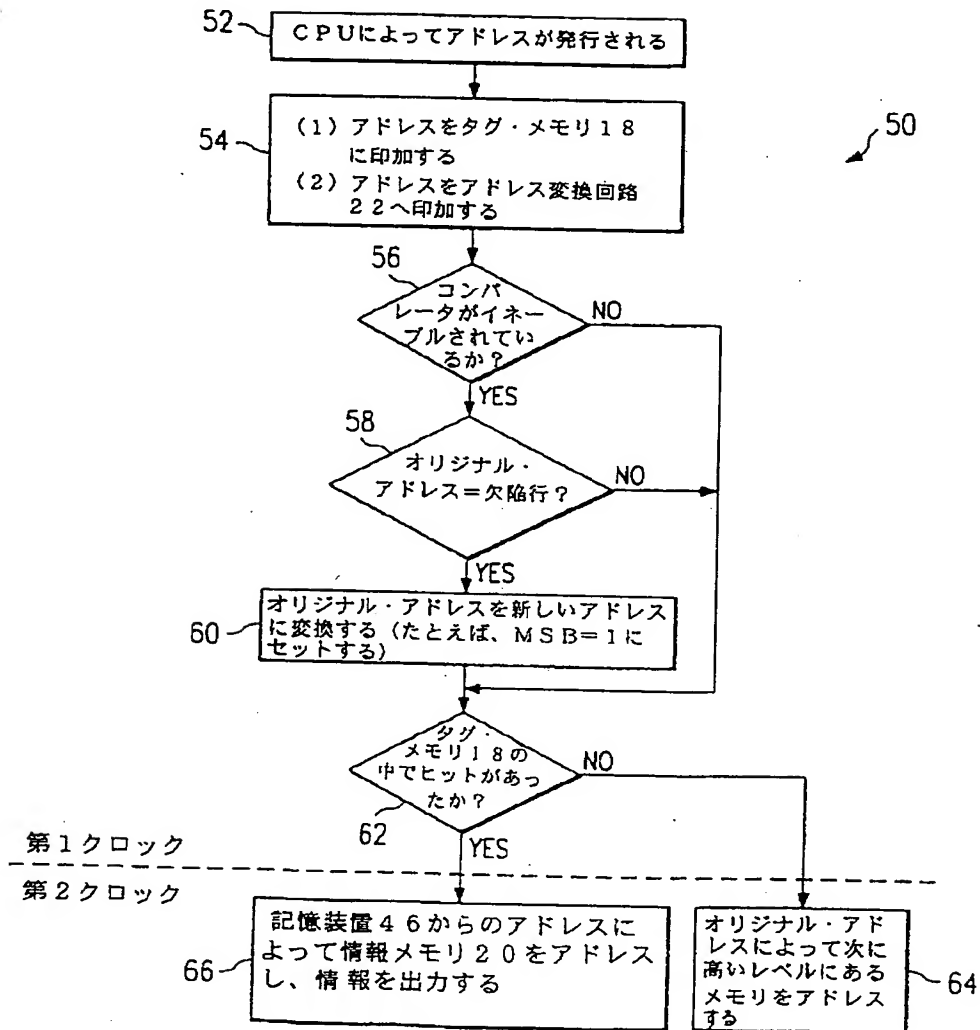 52
CPUによってアドレスが発行される
50
54
(1) アドレスをタグ・メモリ18
に印加する
(2) アドレスをアドレス変換回路
22へ印加する
56
コンパ
レータがイネー
ブルされてい
るか?
NO
YES
58
オリジナル・
アドレス=欠陥行?
NO
YES
60
オリジナル・アドレスを新しいアドレス
に変換する (たとえば、MSB=1に
セットする)
タグ・
メモリ18の
中でヒットがあっ
たか?
NO
62
YES
第1クロック
第2クロック
66
記憶装置46からのアドレスに
よって情報メモリ20をアドレス
し、情報を出力する
オリジナル・アド
レスによって次に
高いレベルにある
メモリをアドレス
する
64